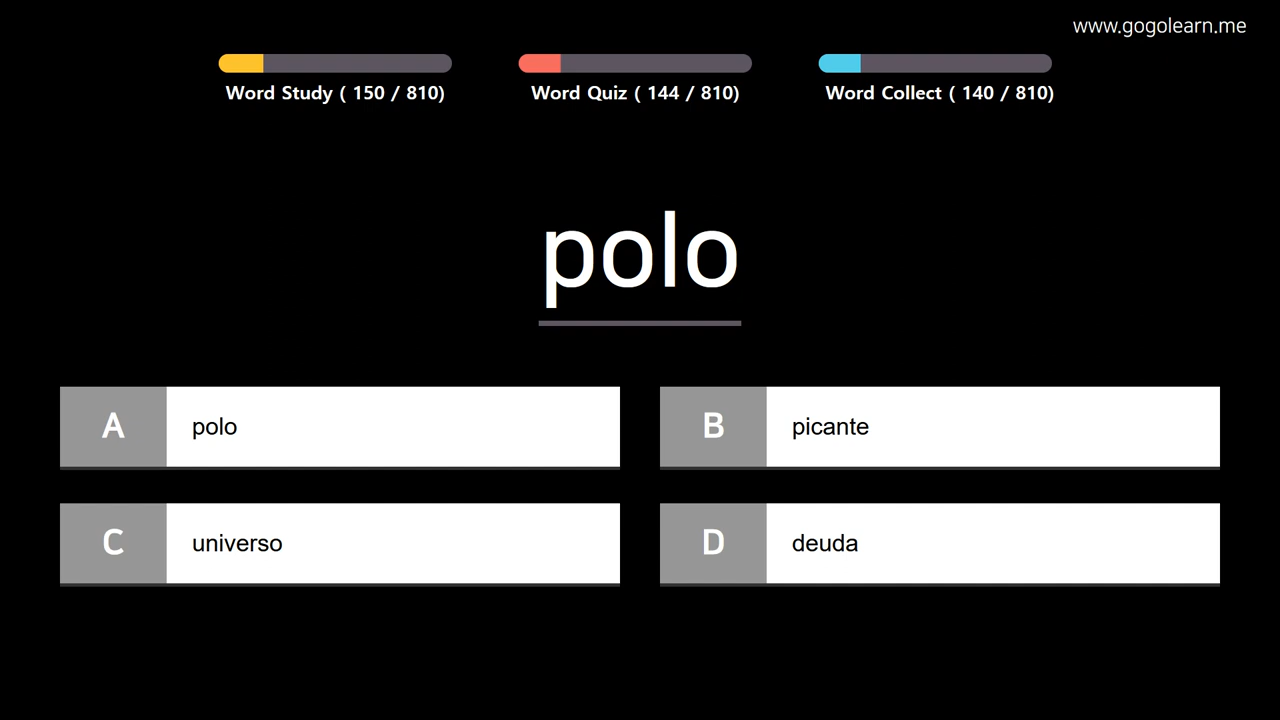 www.gogolearn.me
Word Study ( 150 / 810)
Word Quiz ( 144 / 810)
Word Collect ( 140 / 810)
polo
A polo
B picante
C universo
D deuda